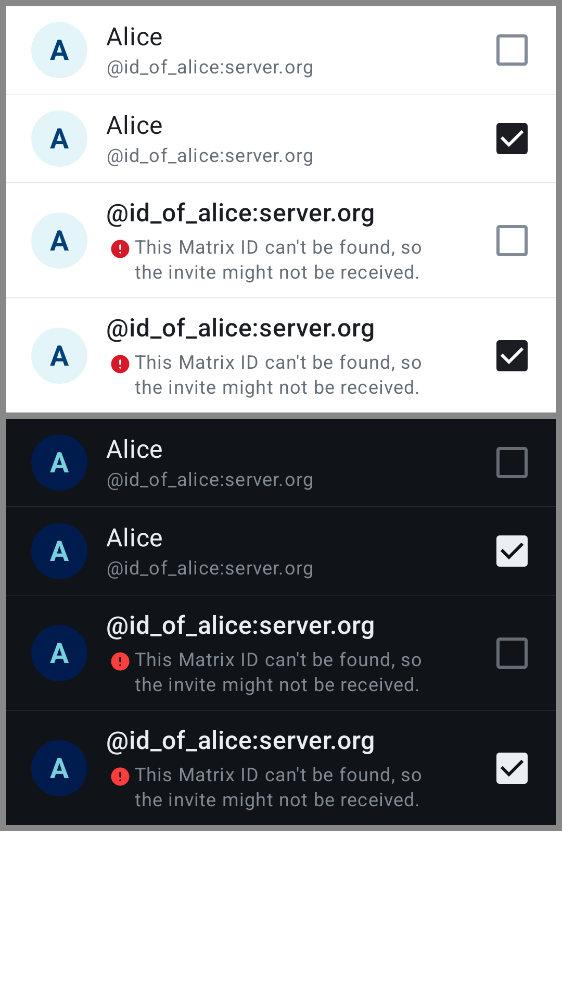 A
Alice
@id_of_alice:server.org
A
Alice
@id_of_alice:server.org
A
@id_of_alice:server.org
This Matrix ID can't be found, so
the invite might not be received.
A
@id_of_alice:server.org
This Matrix ID can't be found, so
the invite might not be received.
A
Alice
@id_of_alice:server.org
A
Alice
@id_of_alice:server.org
A
@id_of_alice:server.org
This Matrix ID can't be found, so
the invite might not be received.
A
@id_of_alice:server.org
This Matrix ID can't be found, so
the invite might not be received.